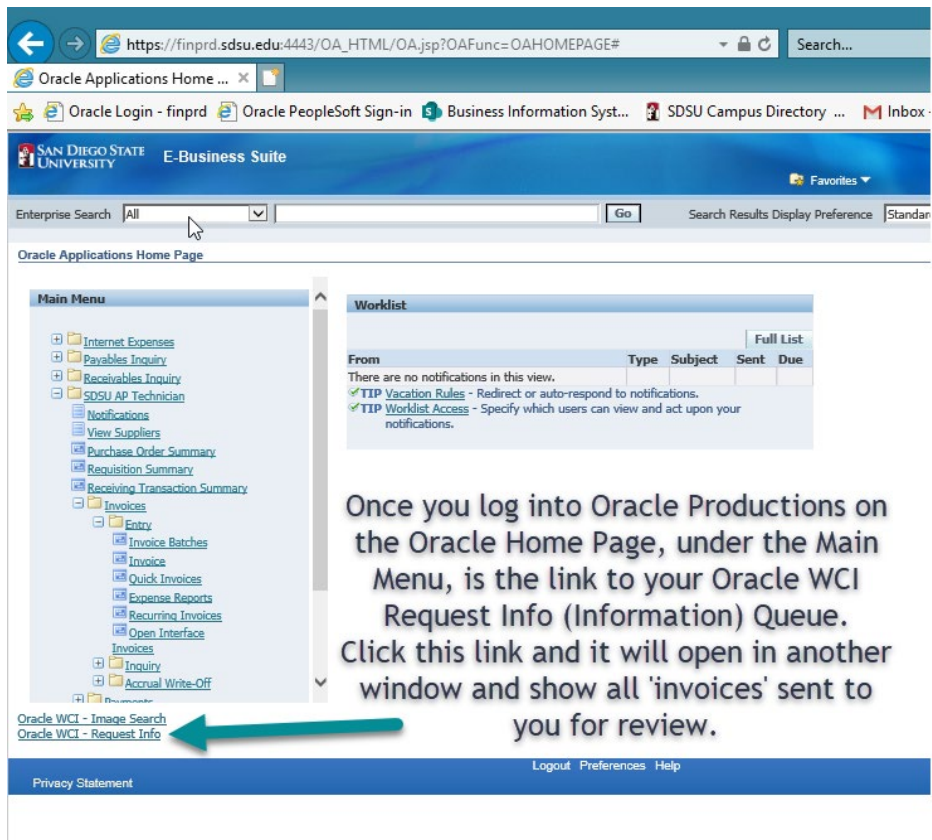 https://finprd.sdsu.edu:4443/OA_HTML/OA.jsp?OAFunc=OAHOMEPAGE#
Search...
Oracle Applications Home ...
Oracle Login - finprd
Oracle PeopleSoft Sign-in
Business Information Syst...
SDSU Campus Directory ...
Inbox -
SAN DIEGO STATE
UNIVERSITY
E-Business Suite
Favorites
Enterprise Search
All
Go
Search Results Display Preference
Standar
Oracle Applications Home Page
Main Menu
Internet Expenses
Payables Inquiry
Receivables Inquiry
SDSU AP Technician
Notifications
View Suppliers
Purchase Order Summary
Requisition Summary
Receiving Transaction Summary
Invoices
Entry
Invoice Batches
Invoice
Quick Invoices
Expense Reports
Recurring Invoices
Open Interface
Invoices
Inquiry
Accrual Write-Off
Payments
Oracle WCI - Image Search
Oracle WCI - Request Info
Worklist
Full List
From Type Subject Sent Due
There are no notifications in this view.
TIP Vacation Rules - Redirect or auto-respond to notifications.
TIP Worklist Access - Specify which users can view and act upon your
notifications.
Once you log into Oracle Productions on
the Oracle Home Page, under the Main
Menu, is the link to your Oracle WCI
Request Info (Information) Queue.
Click this link and it will open in another
window and show all 'invoices' sent to
you for review.
Logout Preferences Help
Privacy Statement